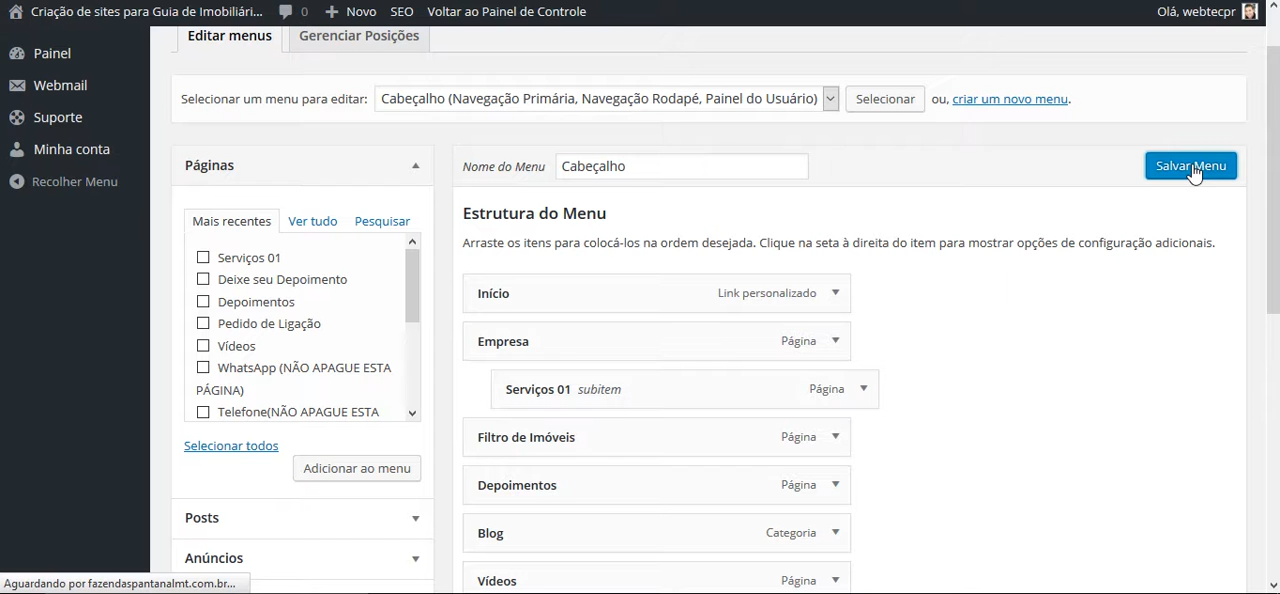 Criação de sites para Guia de Imobiliári... 0 Novo SEO Voltar ao Painel de Controle Olá, webtecpr
Painel
Webmail
Suporte
Minha conta
Recolher Menu
Editar menus Gerenciar Posições
Selecionar um menu para editar: Cabeçalho (Navegação Primária, Navegação Rodapé, Painel do Usuário) Selecionar ou, criar um novo menu.
Páginas
Mais recentes Ver tudo Pesquisar
Serviços 01
Deixe seu Depoimento
Depoimentos
Pedido de Ligação
Vídeos
WhatsApp (NÃO APAGUE ESTA
PÁGINA)
Telefone(NÃO APAGUE ESTA
Selecionar todos
Adicionar ao menu
Posts
Anúncios
Nome do Menu Cabeçalho Salvar Menu
Estrutura do Menu
Arraste os itens para colocá-los na ordem desejada. Clique na seta à direita do item para mostrar opções de configuração adicionais.
Início Link personalizado
Empresa Página
Serviços 01 subitem Página
Filtro de Imóveis Página
Depoimentos Página
Blog Categoria
Vídeos Página
Aguardando por fazendaspantanalmt.com.br...